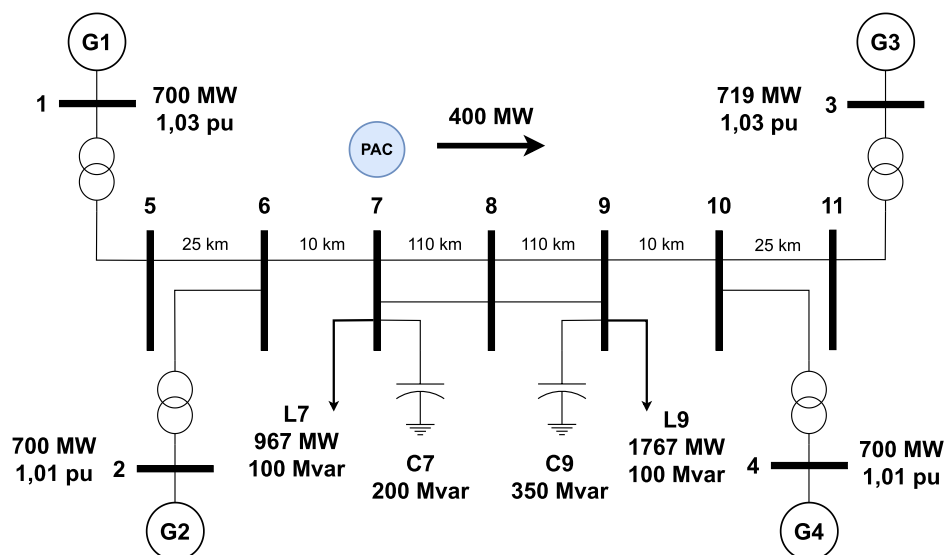 G1
G3
1
700 MW
1,03 pu
719 MW
1,03 pu
3
PAC
400 MW
5
6
7
8
9
10
11
25 km
10 km
110 km
110 km
10 km
25 km
L7
967 MW
100 Mvar
C7
200 Mvar
C9
350 Mvar
L9
1767 MW
100 Mvar
700 MW
1,01 pu
2
4
700 MW
1,01 pu
G2
G4